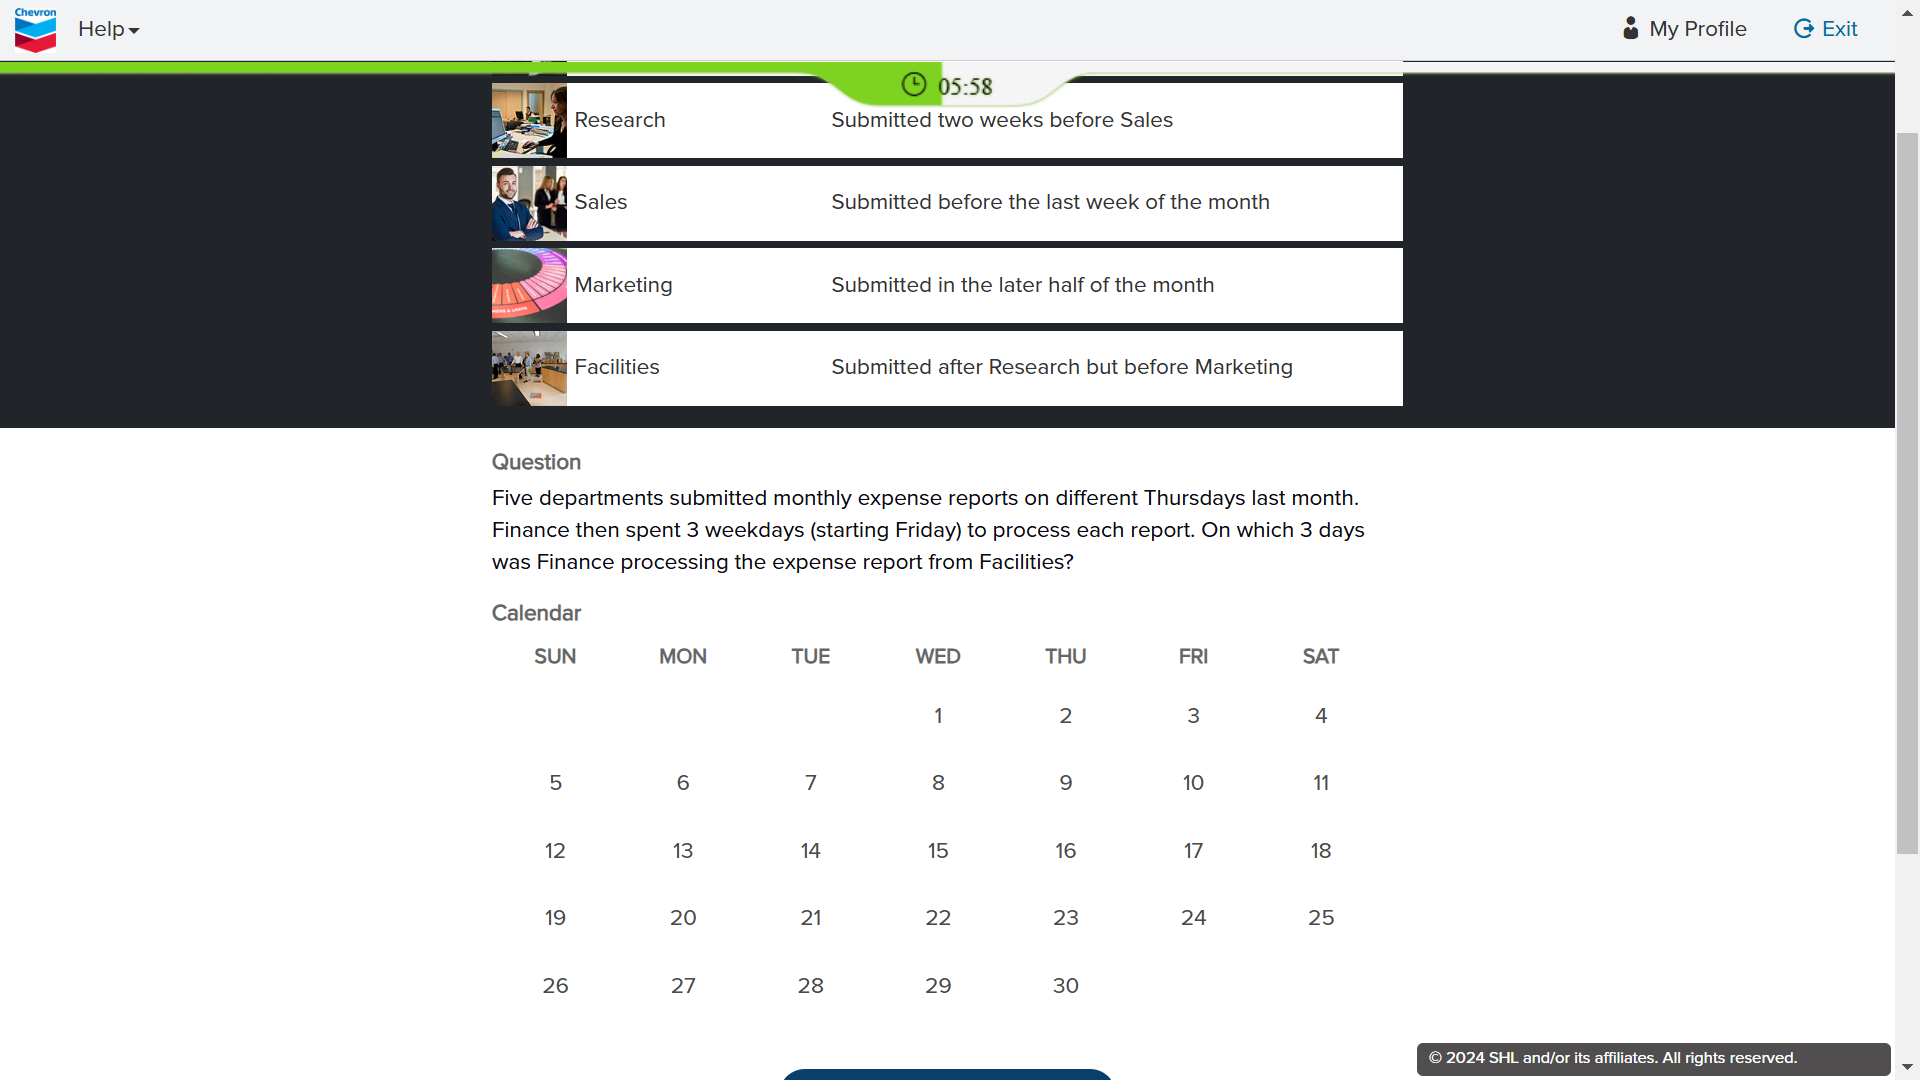 Chevron
Help
My Profile
Exit
05:58
Research
Submitted two weeks before Sales
Sales
Submitted before the last week of the month
Marketing
Submitted in the later half of the month
Facilities
Submitted after Research but before Marketing
Question
Five departments submitted monthly expense reports on different Thursdays last month.
Finance then spent 3 weekdays (starting Friday) to process each report. On which 3 days
was Finance processing the expense report from Facilities?
Calendar
SUN MON TUE WED THU FRI SAT
1 2 3 4
5 6 7 8 9 10 11
12 13 14 15 16 17 18
19 20 21 22 23 24 25
26 27 28 29 30
© 2024 SHL and/or its affiliates. All rights reserved.